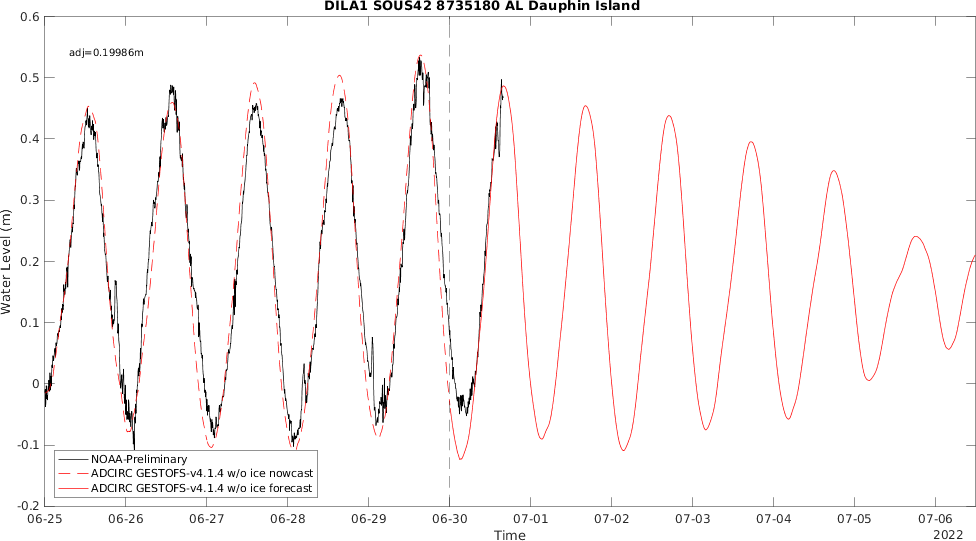 DILA1 SOUS42 8735180 AL Dauphin Island
adj=0.19986m
0.6
0.5
0.4
0.3
0.2
0.1
0
-0.1
-0.2
Water Level (m)
NOAA-Preliminary
ADCIRC GESTOFS-v4.1.4 w/o ice nowcast
ADCIRC GESTOFS-v4.1.4 w/o ice forecast
06-25 06-26 06-27 06-28 06-29 06-30 07-01 07-02 07-03 07-04 07-05 07-06
Time
2022